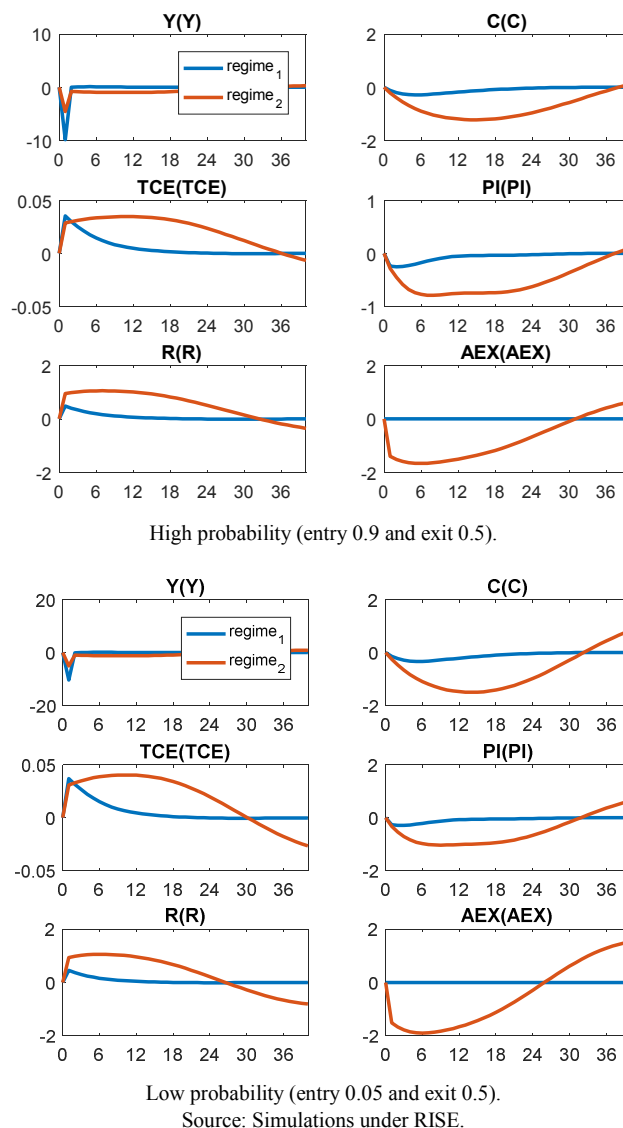 Y(Y)
C(C)
10
0
-10
regime1
regime2
0 6 12 18 24 30 36
2
0
-2
0 6 12 18 24 30 36
TCE(TCE)
PI(PI)
0.05
0
-0.05
0 6 12 18 24 30 36
1
0
-1
0 6 12 18 24 30 36
R(R)
AEX(AEX)
2
0
-2
0 6 12 18 24 30 36
2
0
-2
0 6 12 18 24 30 36
High probability (entry 0.9 and exit 0.5).
Y(Y)
C(C)
20
0
-20
regime1
regime2
0 6 12 18 24 30 36
2
0
-2
0 6 12 18 24 30 36
TCE(TCE)
PI(PI)
0.05
0
-0.05
0 6 12 18 24 30 36
2
0
-2
0 6 12 18 24 30 36
R(R)
AEX(AEX)
2
0
-2
0 6 12 18 24 30 36
2
0
-2
0 6 12 18 24 30 36
Low probability (entry 0.05 and exit 0.5).
Source: Simulations under RISE.